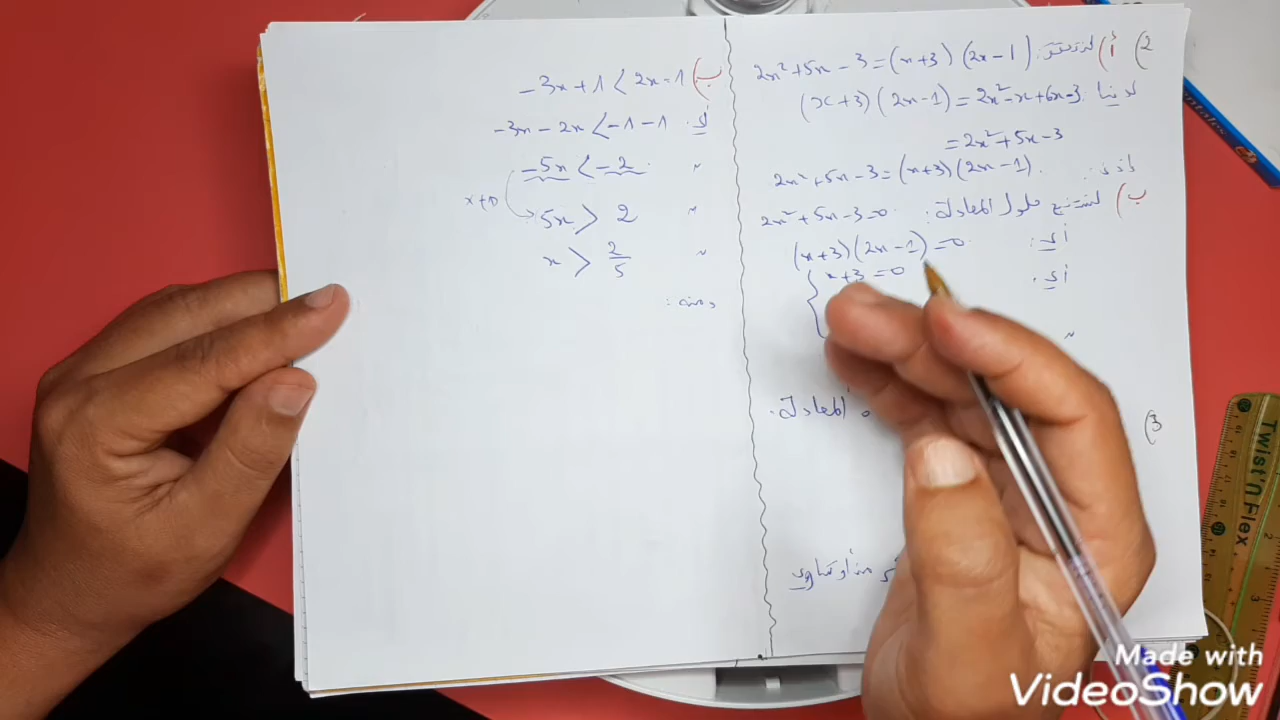 2) أ) لنتحقق: 2x²+5x-3=(x+3)(2x-1)
لدينا: (x+3)(2x-1)=2x²-x+6x-3
=2x²+5x-3
إذن: 2x²+5x-3=(x+3)(2x-1).
ب) لنستنتج حلول المعادلة: 2x²+5x-3=0
أي: (x+3)(2x-1)=0
أي: x+3=0
"
المعادلة.
3)
أو تساوي
ب) -3x+1<2x-1
أي: -3x-2x<-1-1
" -5x<-2
" 5x>2
" x>2/5
ومنه:
Twist'n Flex
Made with
VideoShow